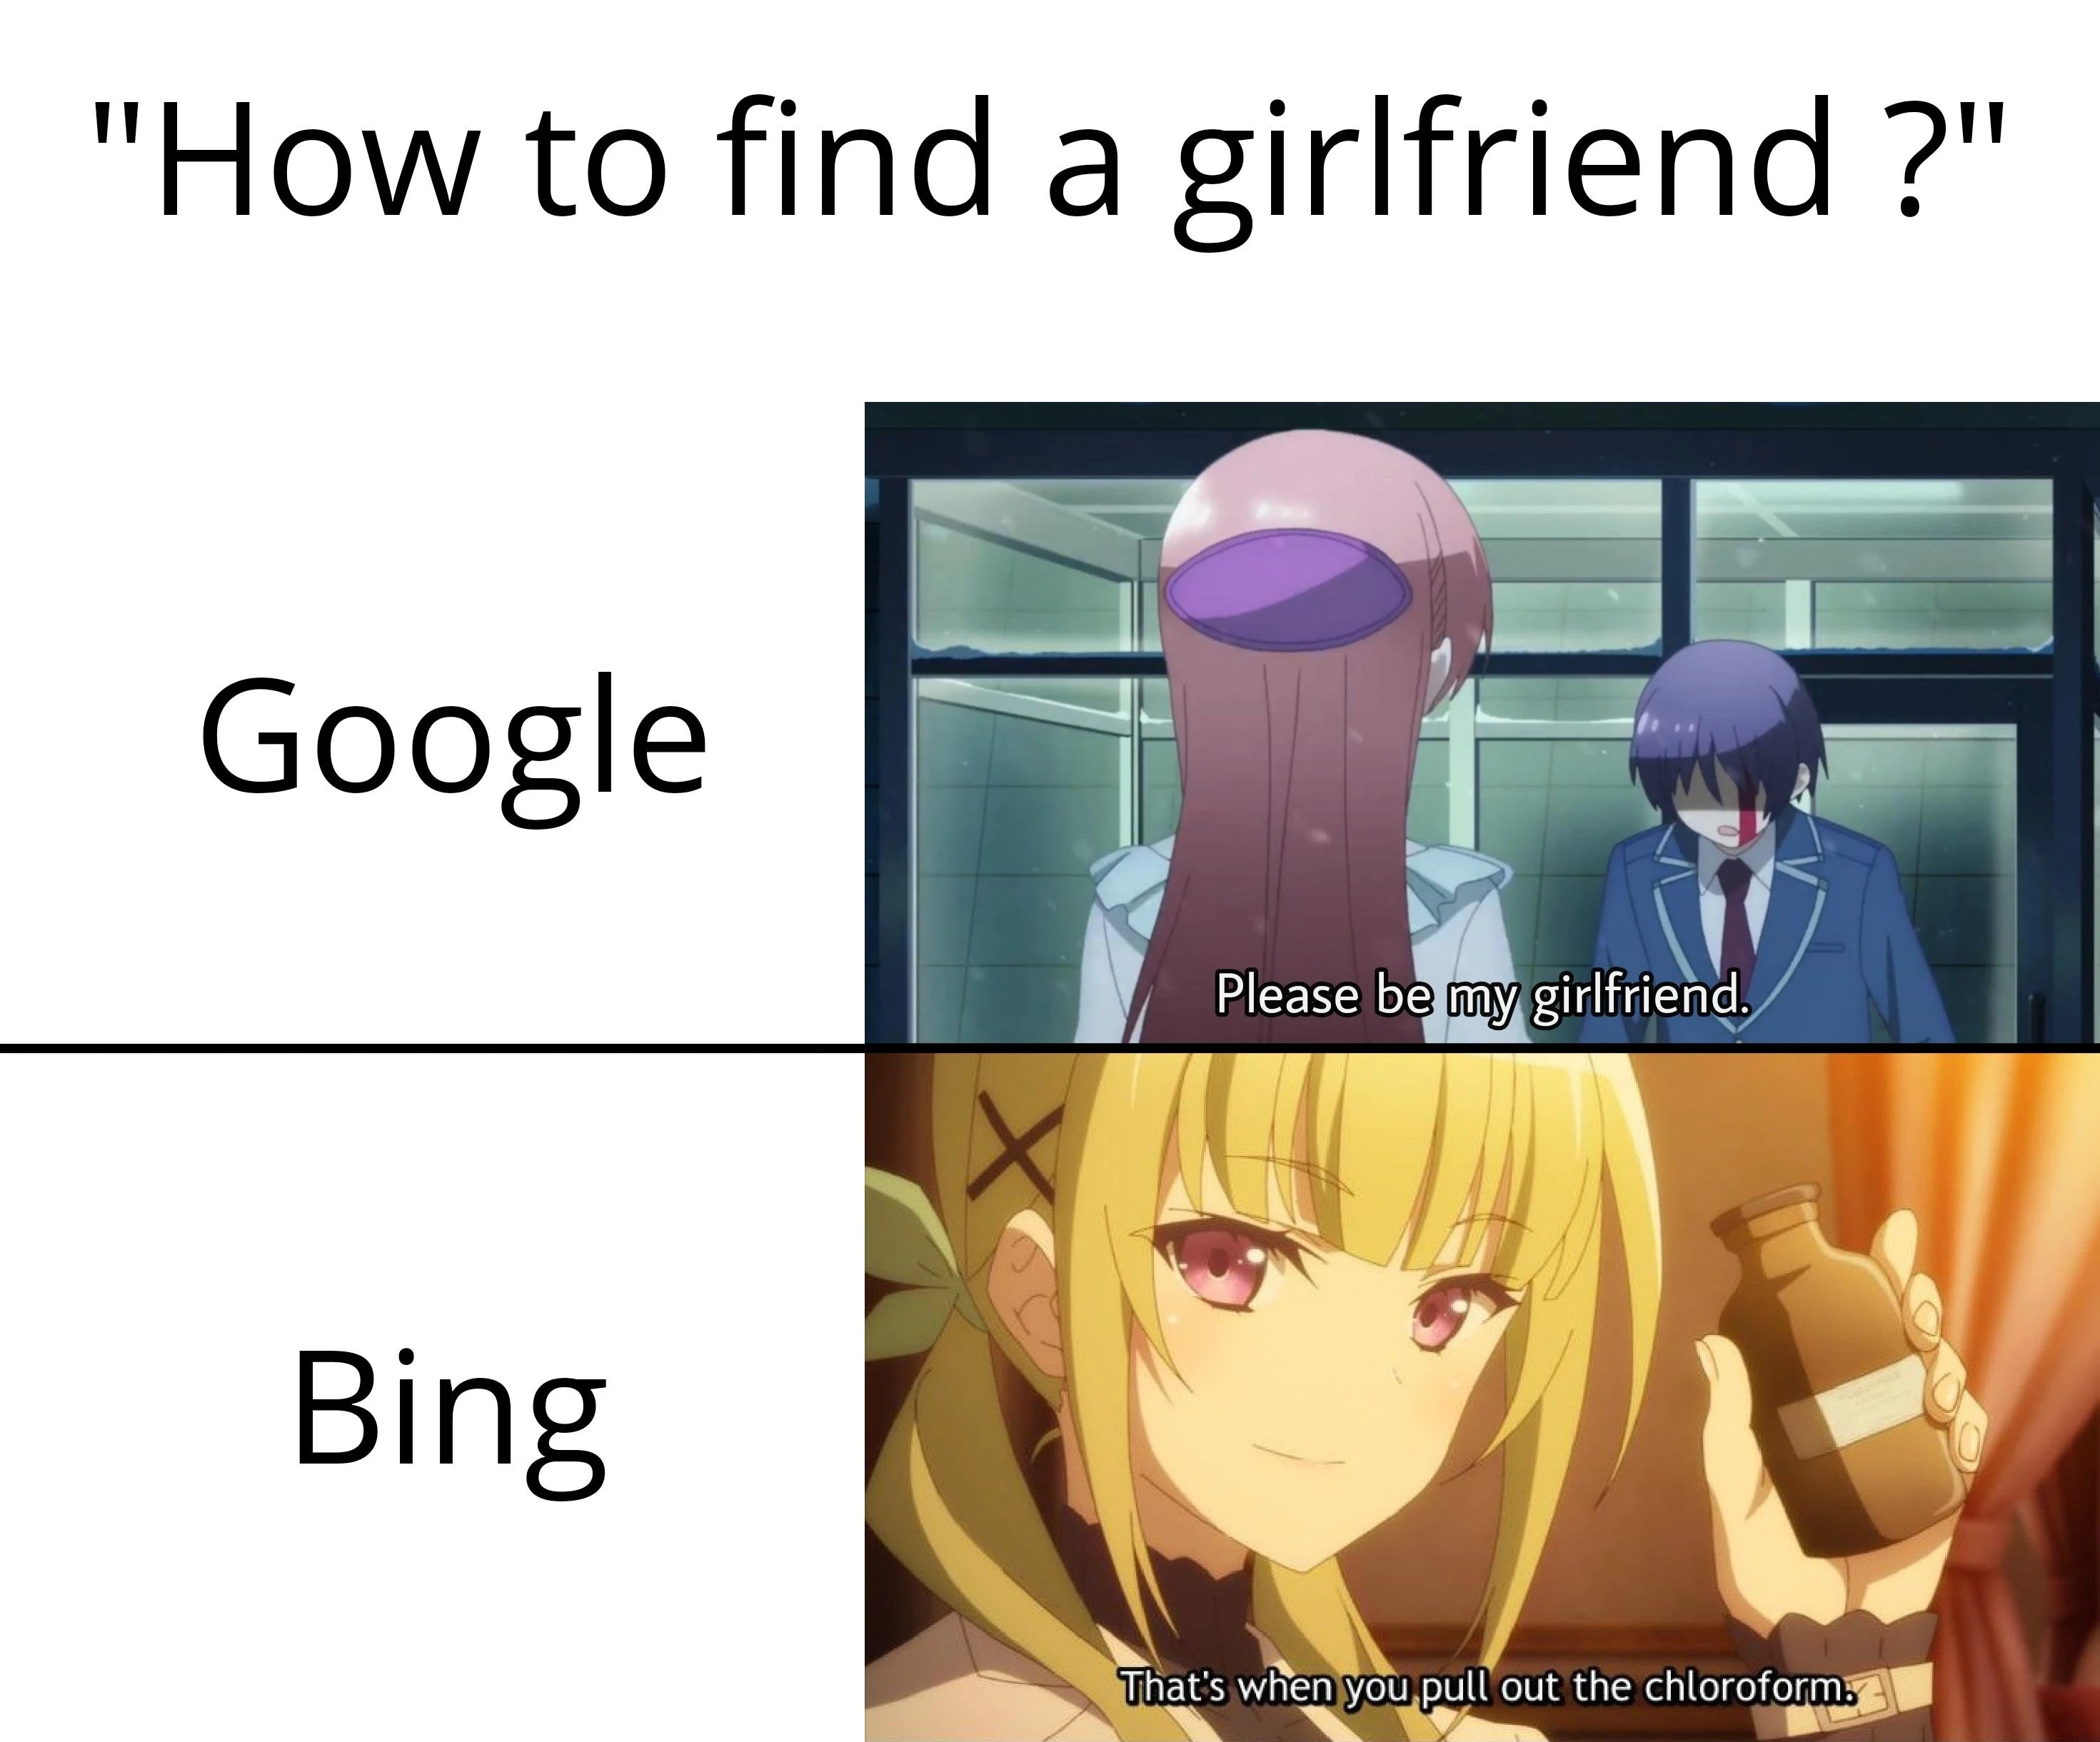 "How to find a girlfriend ?"
Google
Please be my girlfriend.
Bing
That's when you pull out the chloroform.